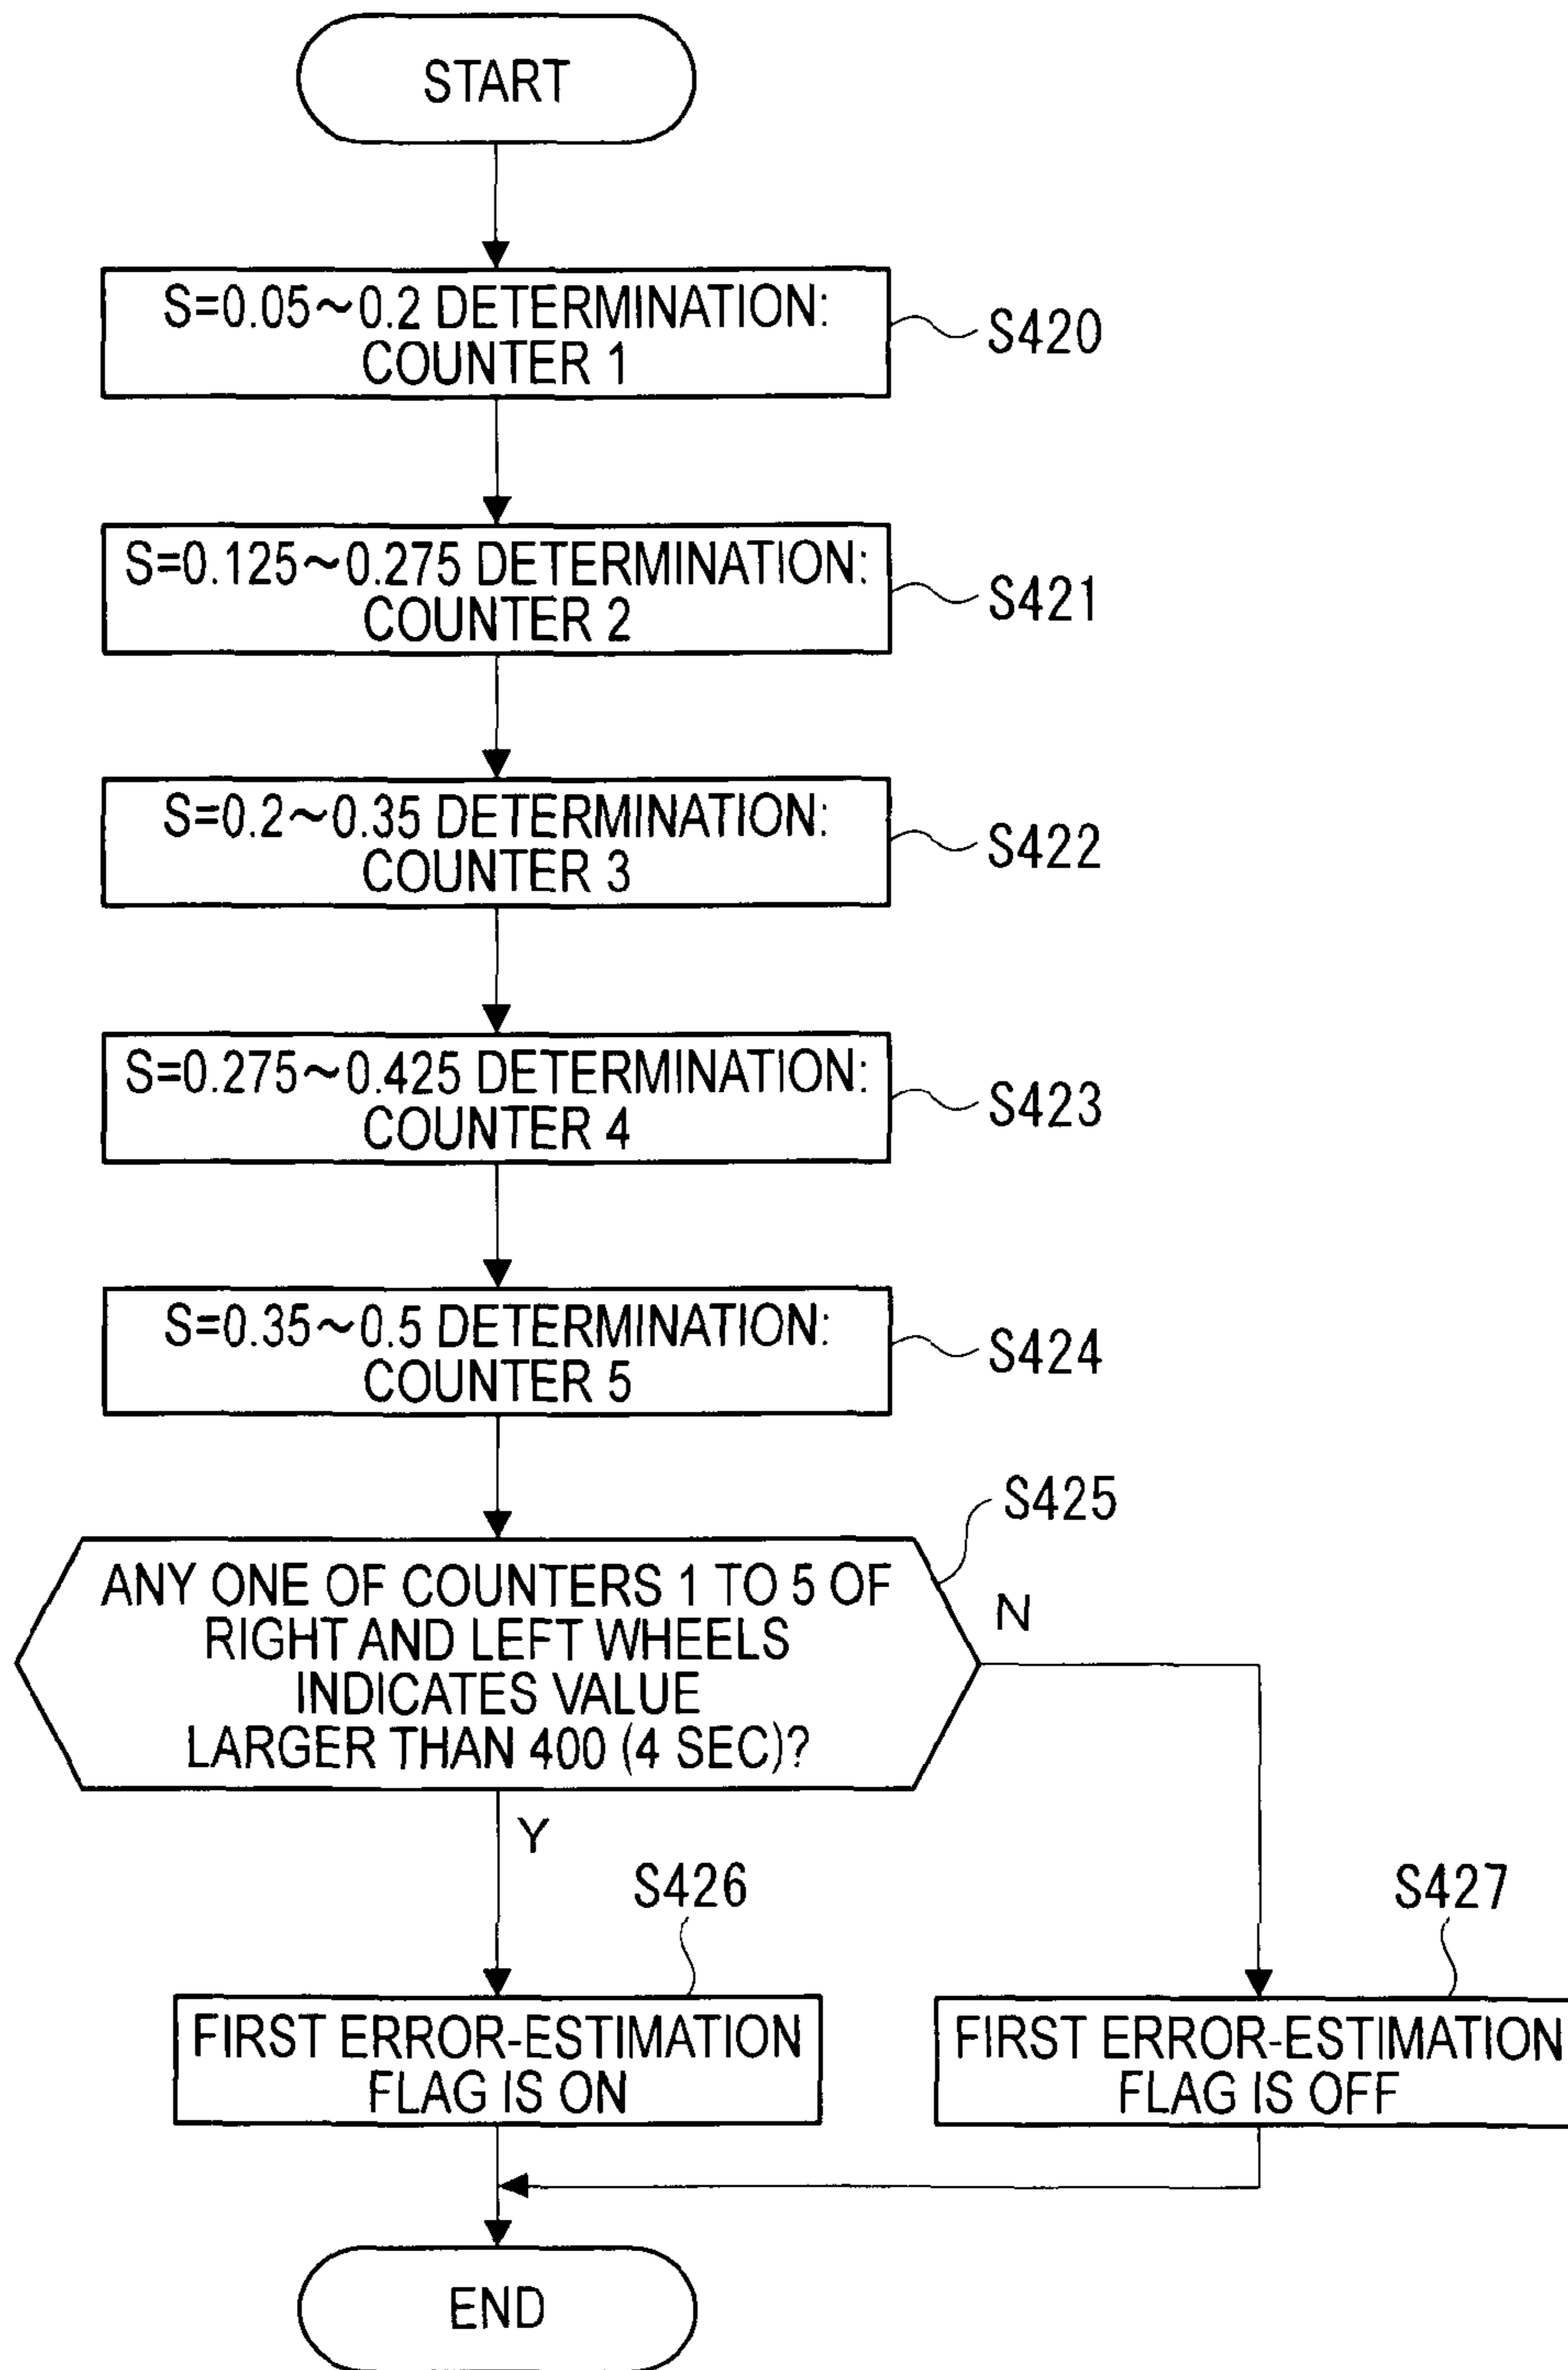 START
S=0.05~0.2 DETERMINATION:
COUNTER 1
S420
S=0.125~0.275 DETERMINATION:
COUNTER 2
S421
S=0.2~0.35 DETERMINATION:
COUNTER 3
S422
S=0.275~0.425 DETERMINATION:
COUNTER 4
S423
S=0.35~0.5 DETERMINATION:
COUNTER 5
S424
S425
ANY ONE OF COUNTERS 1 TO 5 OF
RIGHT AND LEFT WHEELS
INDICATES VALUE
LARGER THAN 400 (4 SEC)?
N
Y
S426
S427
FIRST ERROR-ESTIMATION
FLAG IS ON
FIRST ERROR-ESTIMATION
FLAG IS OFF
END